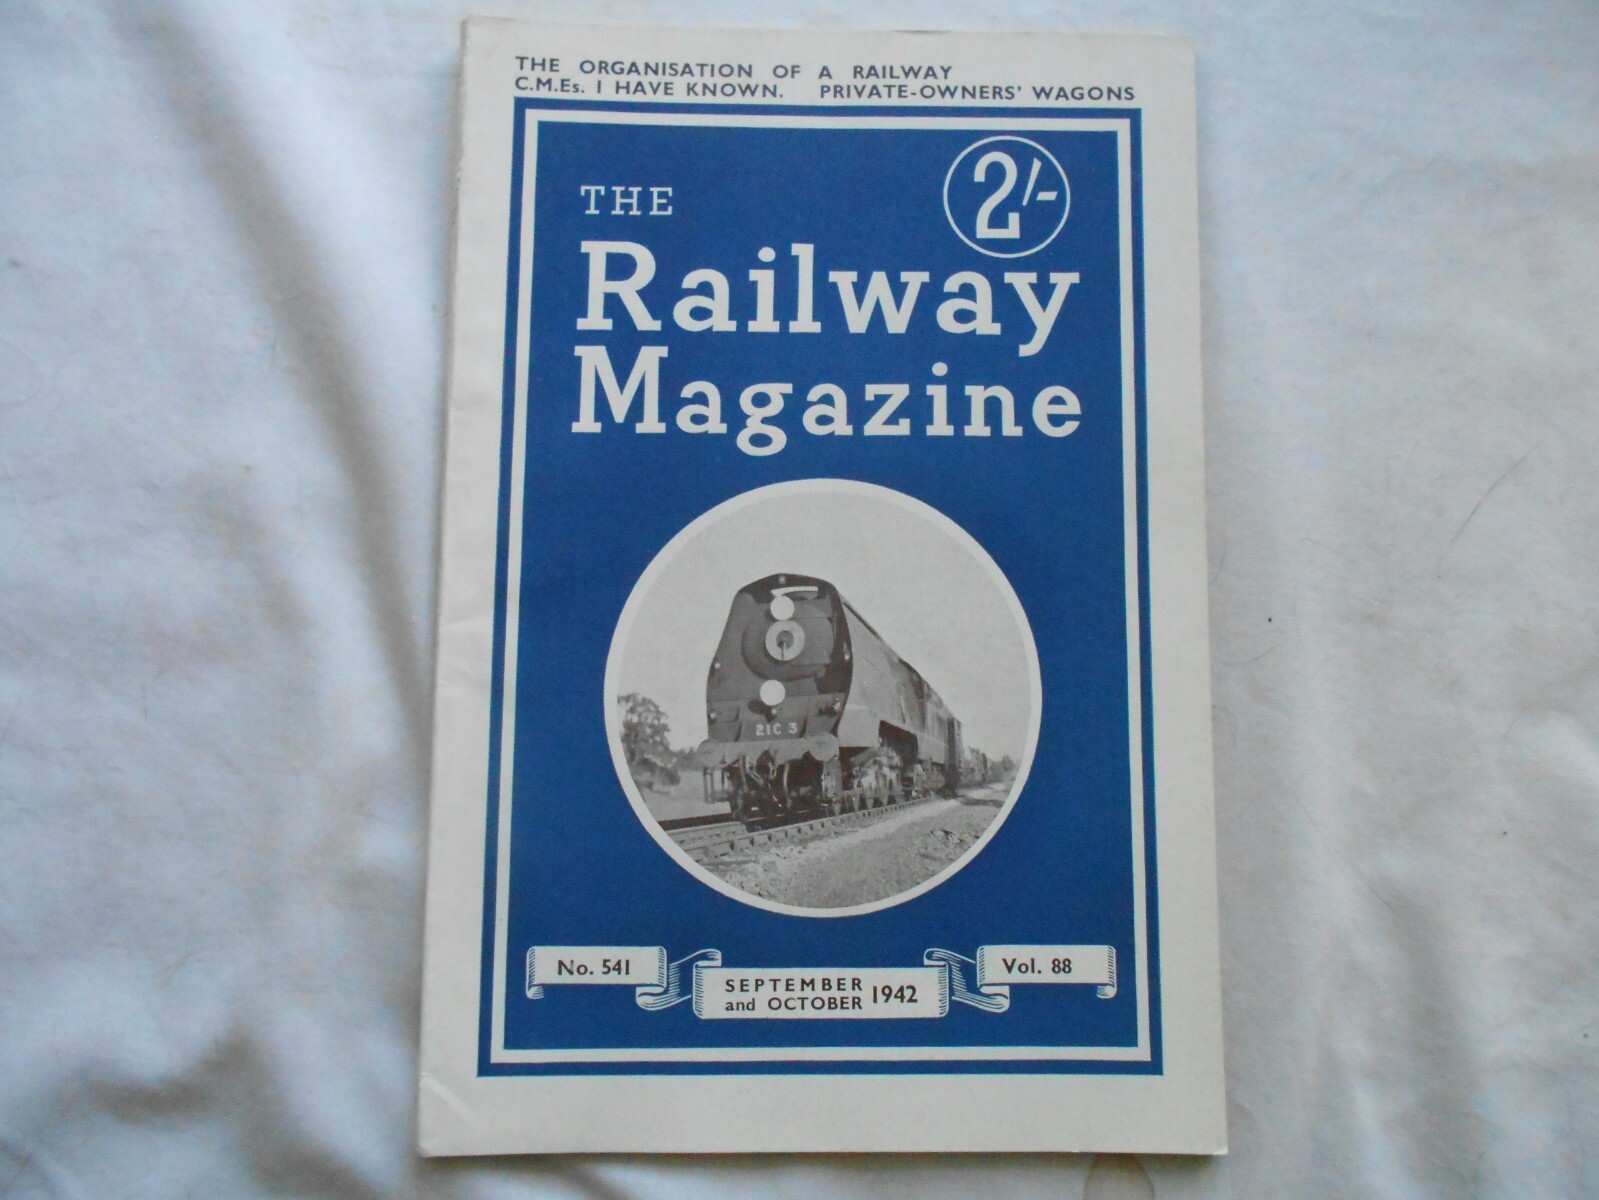 THE ORGANISATION OF A RAILWAY
C.M.Es. I HAVE KNOWN. PRIVATE-OWNERS' WAGONS
2/-
THE
Railway
Magazine
21C 3
No. 541
SEPTEMBER
and OCTOBER 1942
Vol. 88